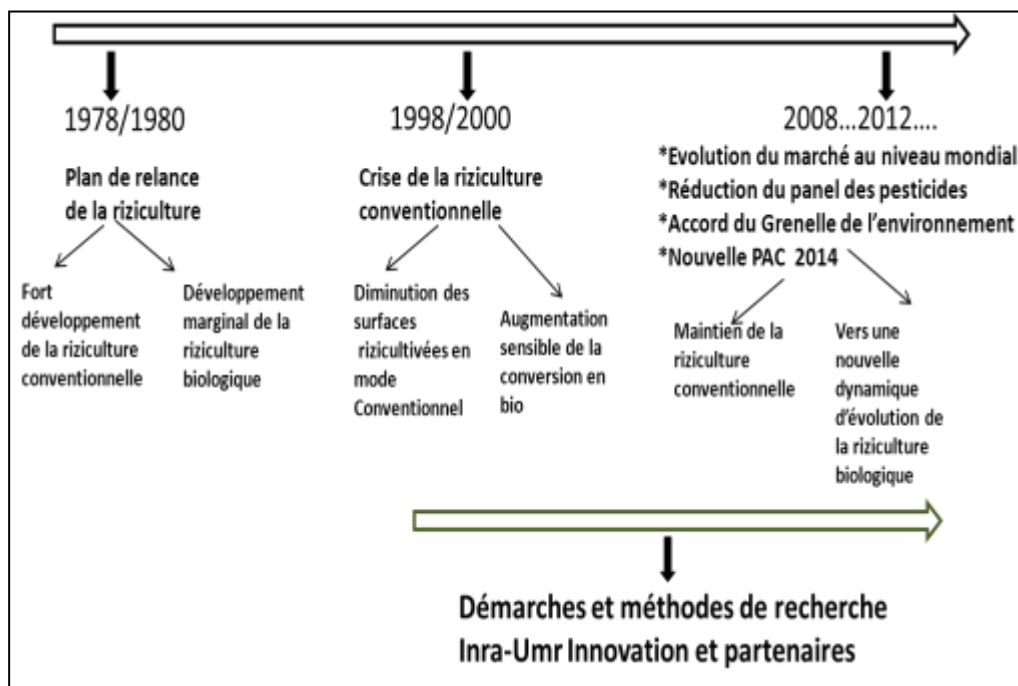 1978/1980
Plan de relance
de la riziculture
Fort
développement
de la riziculture
conventionnelle
Développement
marginal de la
riziculture
biologique
1998/2000
Crise de la riziculture
conventionnelle
Diminution des
surfaces
rizicultivées en
mode
Conventionnel
Augmentation
sensible de la
conversion en
bio
2008...2012....
*Evolution du marché au niveau mondial
*Réduction du panel des pesticides
*Accord du Grenelle de l'environnement
*Nouvelle PAC 2014
Maintien de la
riziculture
conventionnelle
Vers une
nouvelle
dynamique
d'évolution de
la riziculture
biologique
Démarches et méthodes de recherche
Inra-Umr Innovation et partenaires